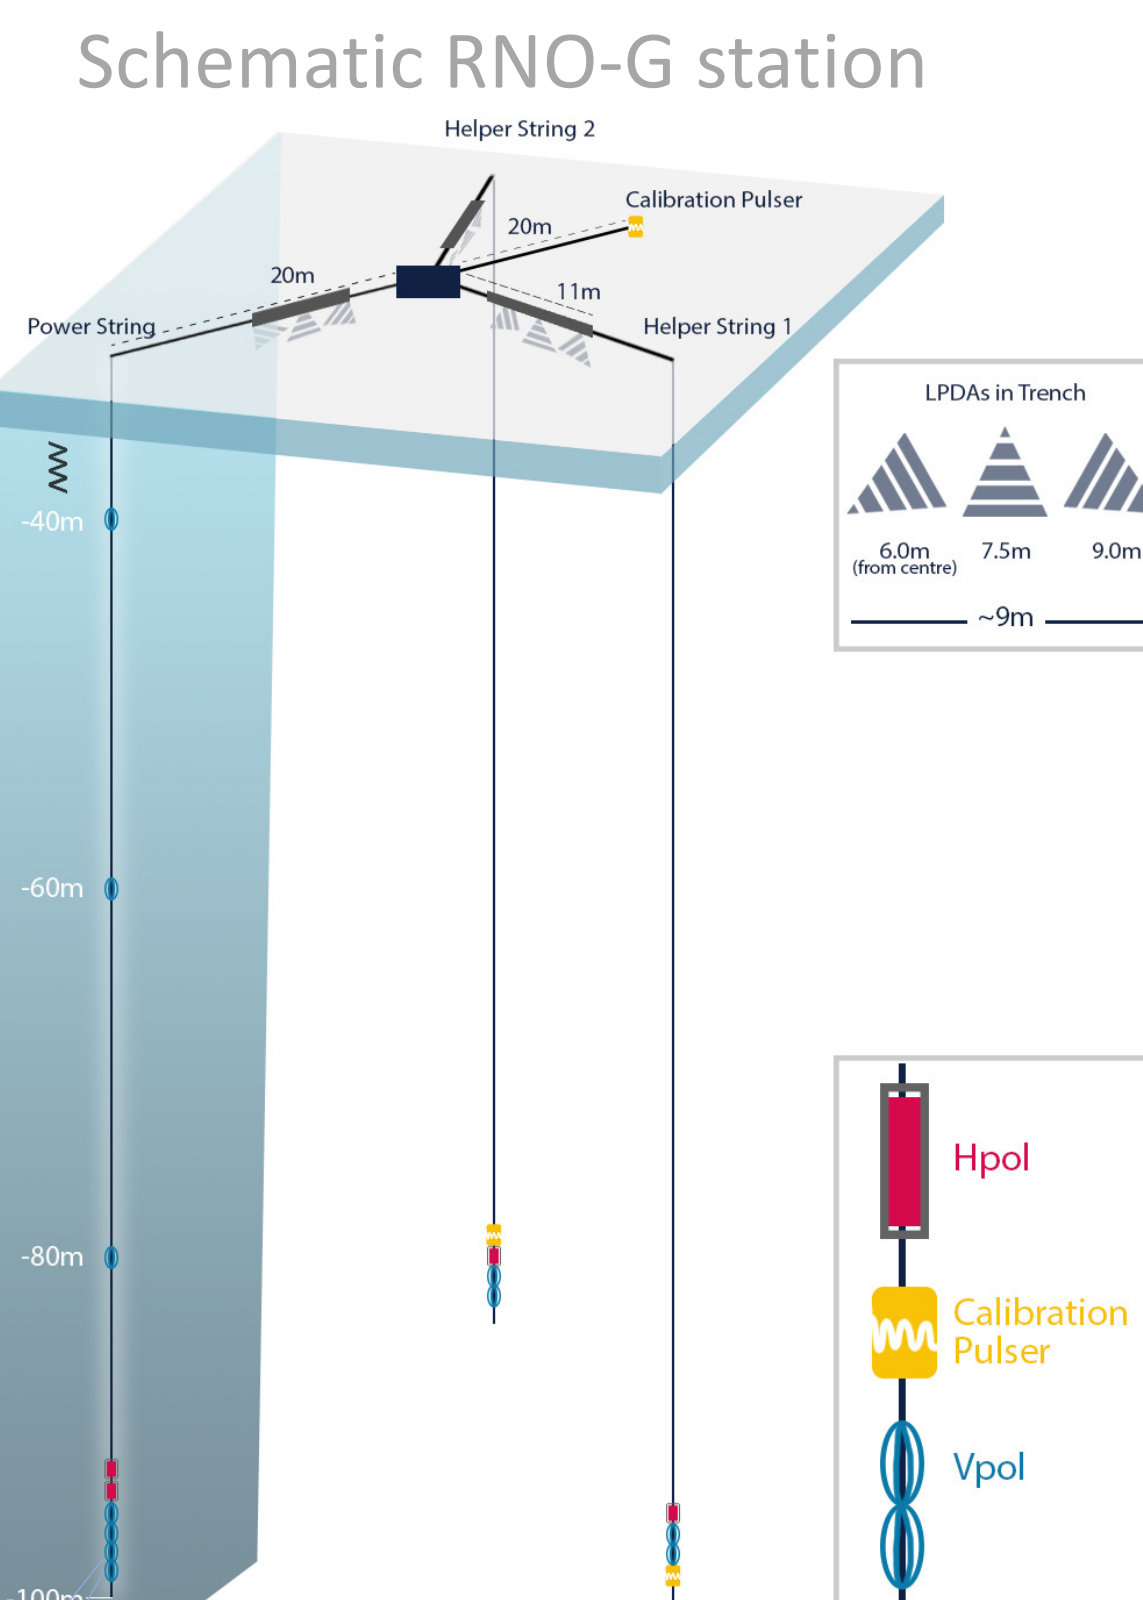 Schematic RNO-G station
Helper String 2
Calibration Pulser
20m
20m
11m
Power String
Helper String 1
LPDAs in Trench
6.0m
(from centre)
7.5m
9.0m
~9m
-40m
-60m
-80m
-100m
Hpol
Calibration
Pulser
Vpol